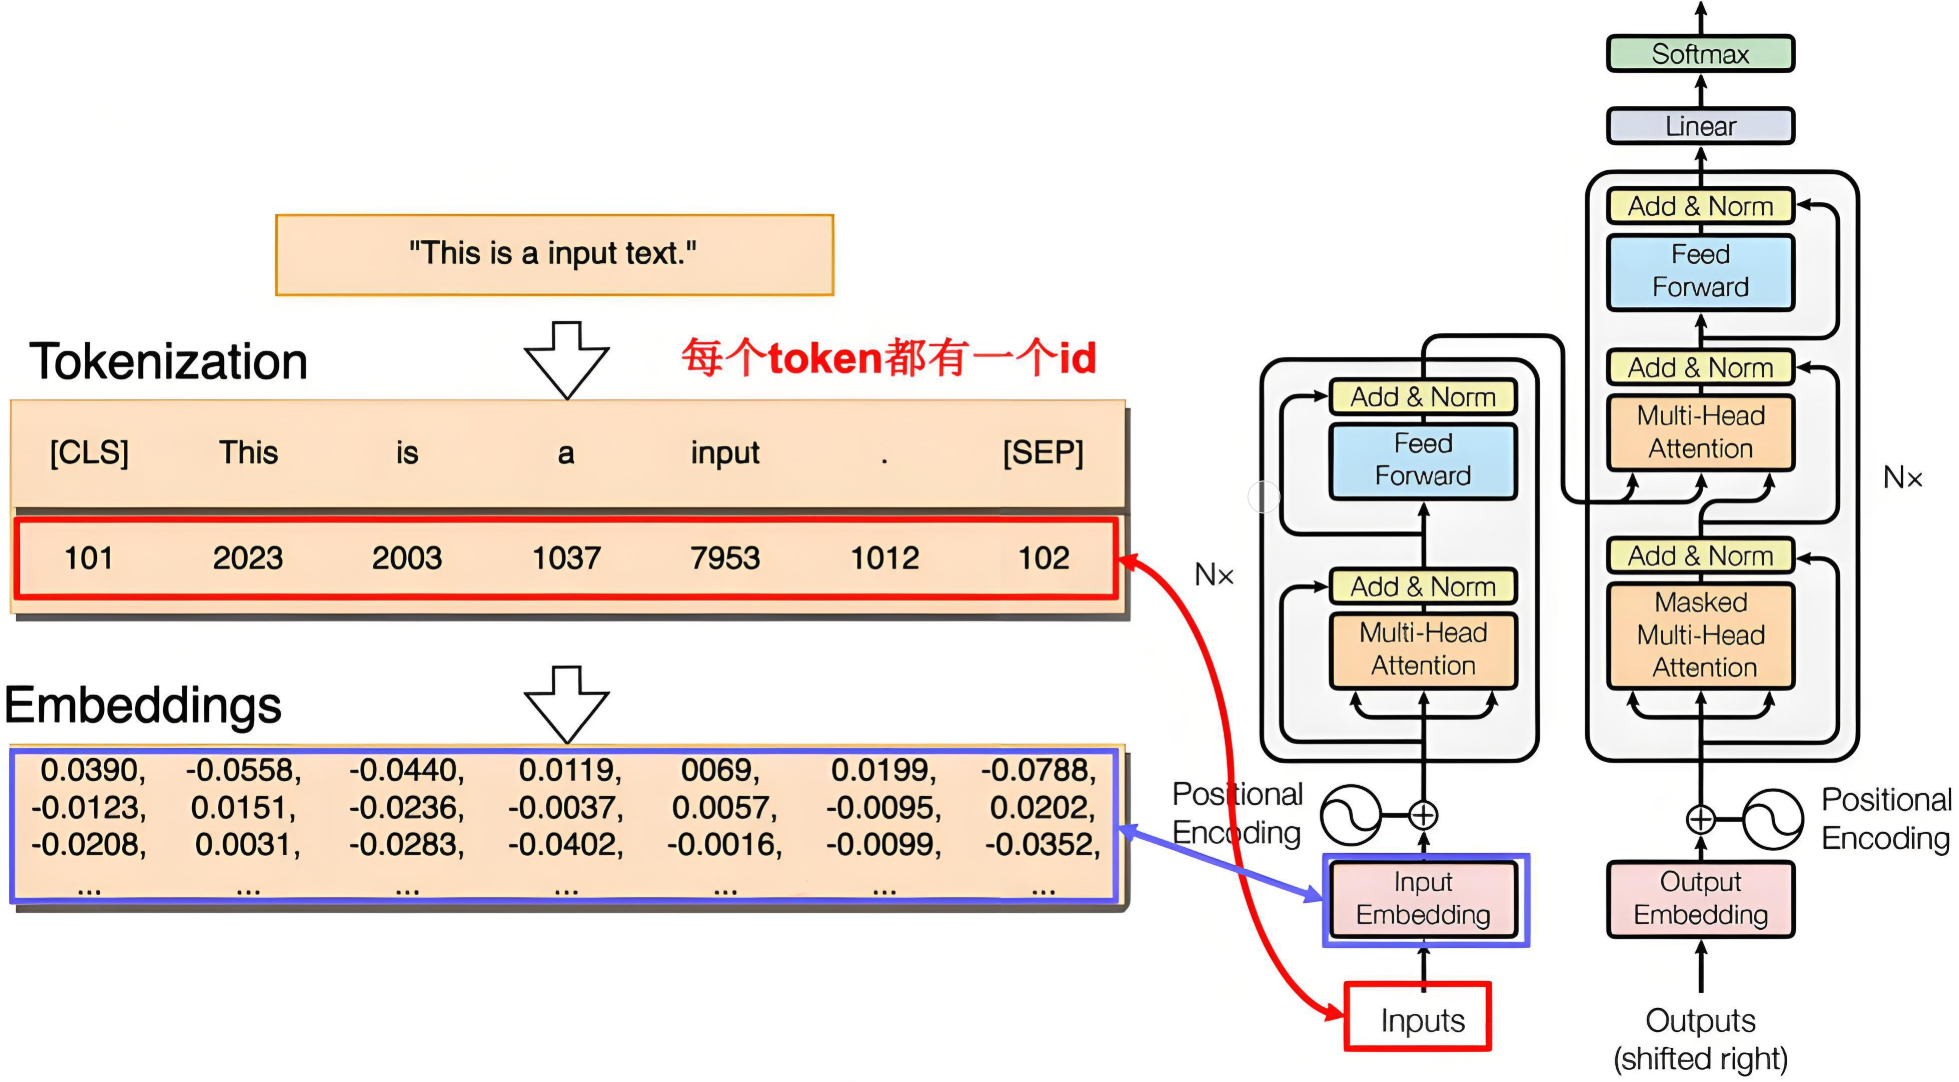 "This is a input text."
Tokenization
每个token都有一个id
[CLS] This is a input . [SEP]
101 2023 2003 1037 7953 1012 102
Embeddings
0.0390, -0.0558, -0.0440, 0.0119, 0069, 0.0199, -0.0788,
-0.0123, 0.0151, -0.0236, -0.0037, 0.0057, -0.0095, 0.0202,
-0.0208, 0.0031, -0.0283, -0.0402, -0.0016, -0.0099, -0.0352,
... ... ... ... ... ... ...
Add & Norm
Feed
Forward
Nx
Add & Norm
Multi-Head
Attention
Positional
Encoding
Input
Embedding
Inputs
Softmax
Linear
Add & Norm
Feed
Forward
Add & Norm
Multi-Head
Attention
Nx
Add & Norm
Masked
Multi-Head
Attention
Positional
Encoding
Output
Embedding
Outputs
(shifted right)